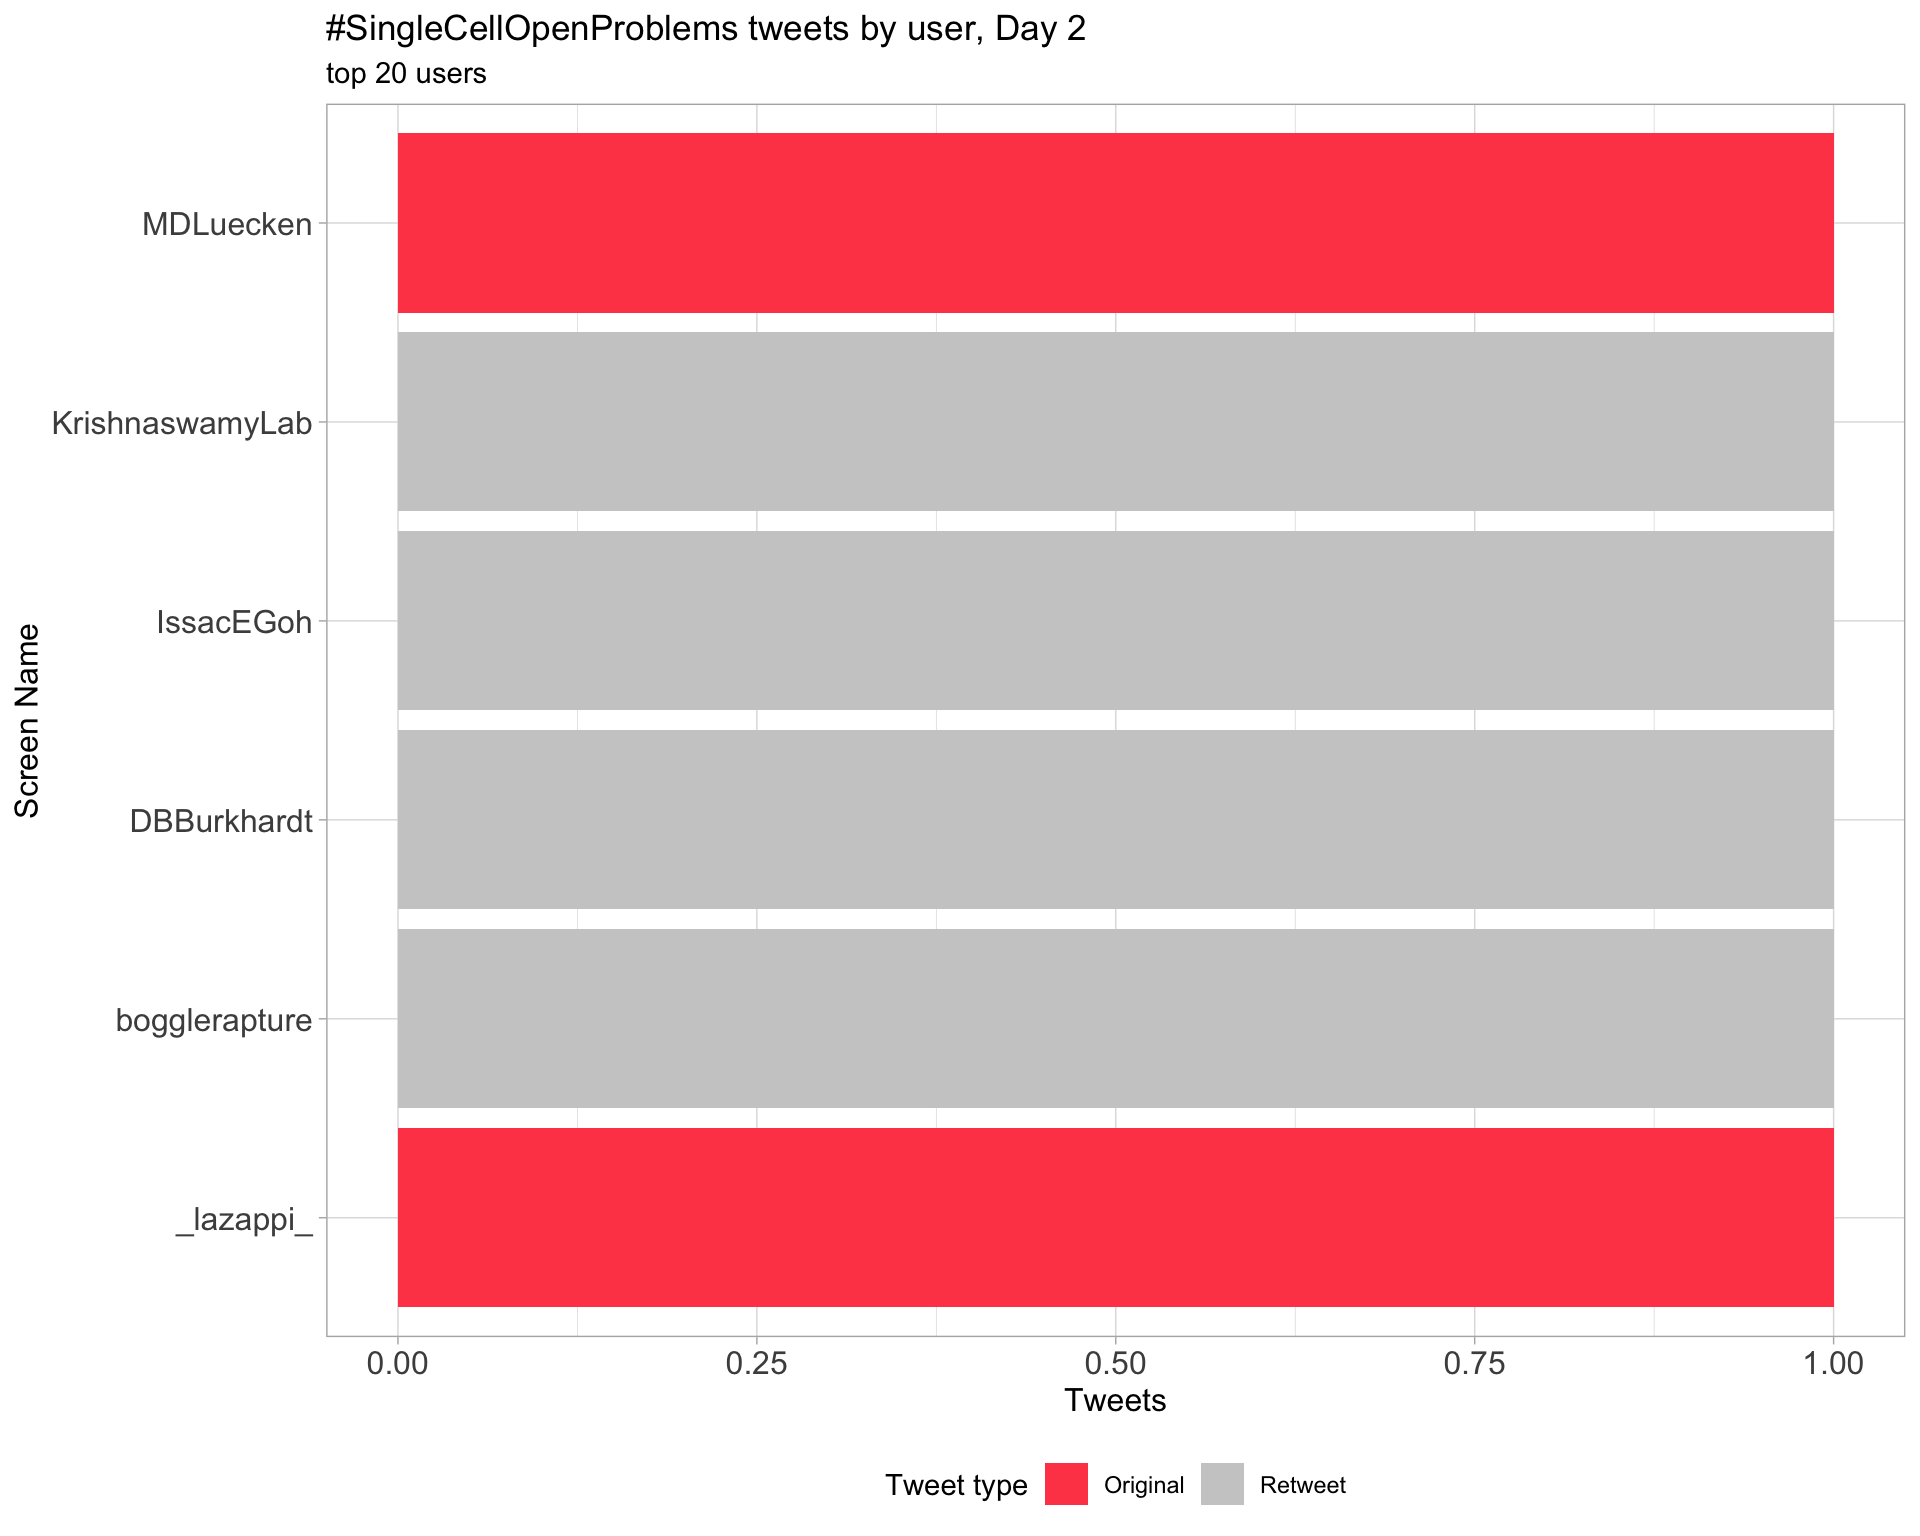 #SingleCellOpenProblems tweets by user, Day 2
top 20 users
Screen Name
MDLuecken
KrishnaswamyLab
IssacEGoh
DBBurkhardt
bogglerapture
_lazappi_
0.00 0.25 0.50 0.75 1.00
Tweets
Tweet type Original Retweet